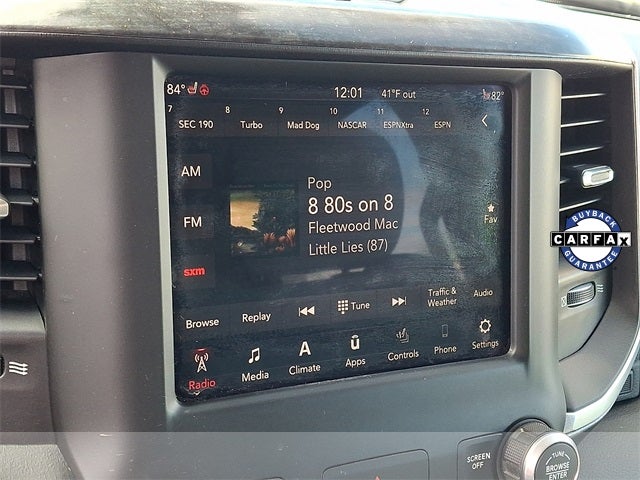 84° 12:01 41°F out 82°
7 8 9 10 11 12
SEC 190 Turbo Mad Dog NASCAR ESPNXtra ESPN
AM
Pop
8 80s on 8
FM
Fleetwood Mac
Little Lies (87)
Fav
sxm
Browse Replay Tune Traffic & Weather Audio
Radio Media A Climate ū Apps Controls Phone Settings
BUYBACK
CARFAX
GUARANTEE
SCREEN
OFF
TUNE
BROWSE
ENTER